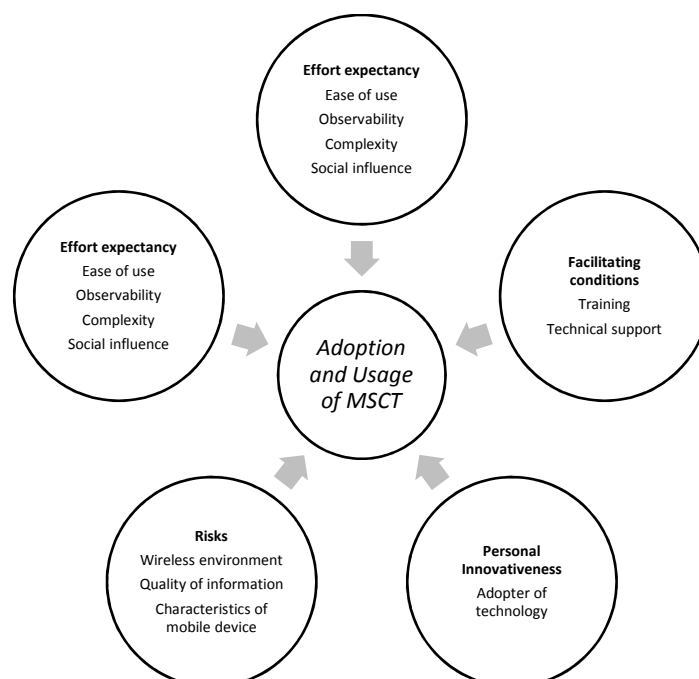 Effort expectancy
Ease of use
Observability
Complexity
Social influence
Effort expectancy
Ease of use
Observability
Complexity
Social influence
Facilitating
conditions
Training
Technical support
Adoption
and Usage
of MSCT
Risks
Wireless environment
Quality of information
Characteristics of
mobile device
Personal
Innovativeness
Adopter of
technology